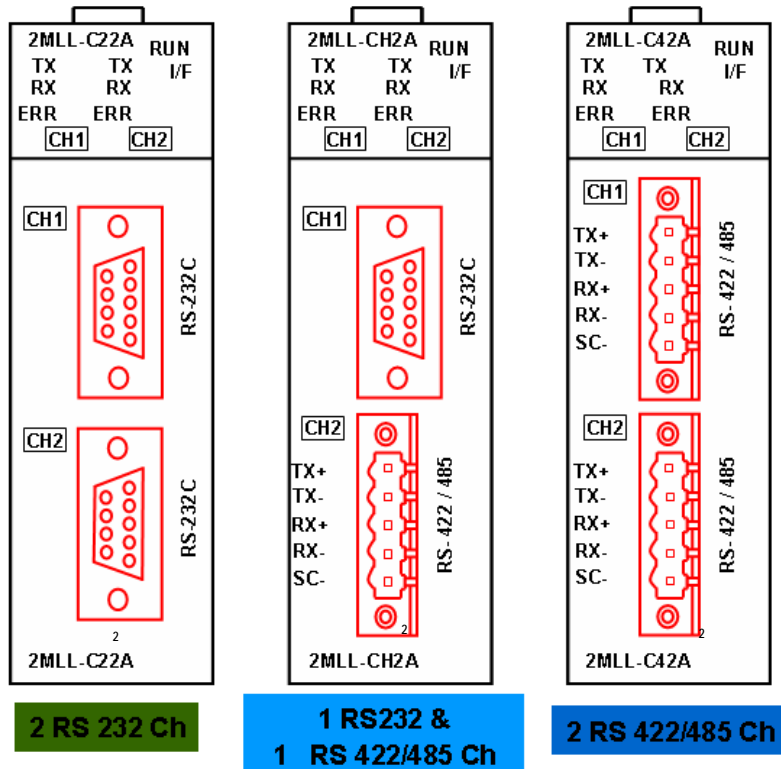 2MLL-C22A
RUN
TX TX I/F
RX RX
ERR ERR
CH1 CH2
CH1
RS-232C
CH2
RS-232C
2
2MLL-C22A
2 RS 232 Ch
2MLL-CH2A
RUN
TX TX I/F
RX RX
ERR ERR
CH1 CH2
CH1
RS-232C
CH2
TX+
TX-
RX+
RX-
SC-
RS- 422 / 485
2
2MLL-CH2A
1 RS232 &
1 RS 422/485 Ch
2MLL-C42A
RUN
TX TX I/F
RX RX
ERR ERR
CH1 CH2
CH1
TX+
TX-
RX+
RX-
SC-
RS- 422 / 485
CH2
TX+
TX-
RX+
RX-
SC-
RS- 422 / 485
2
2MLL-C42A
2 RS 422/485 Ch